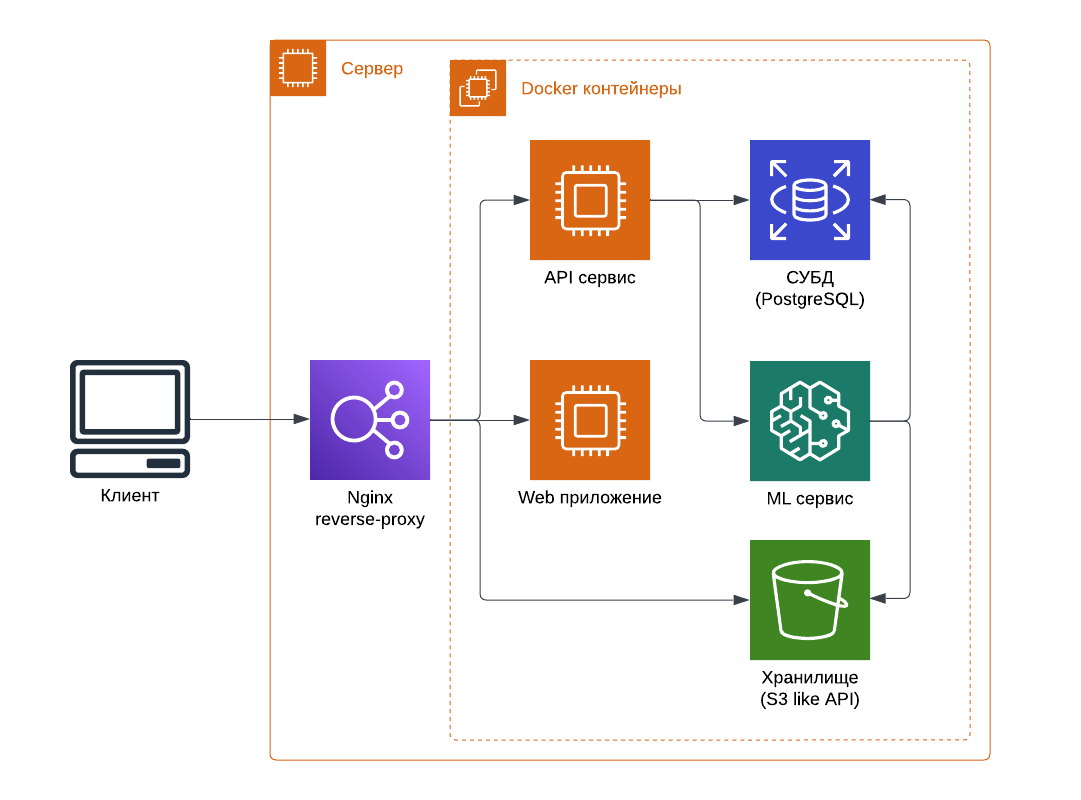 Сервер
Docker контейнеры
API сервис
СУБД
(PostgreSQL)
Клиент
Nginx
reverse-proxy
Web приложение
ML сервис
Хранилище
(S3 like API)